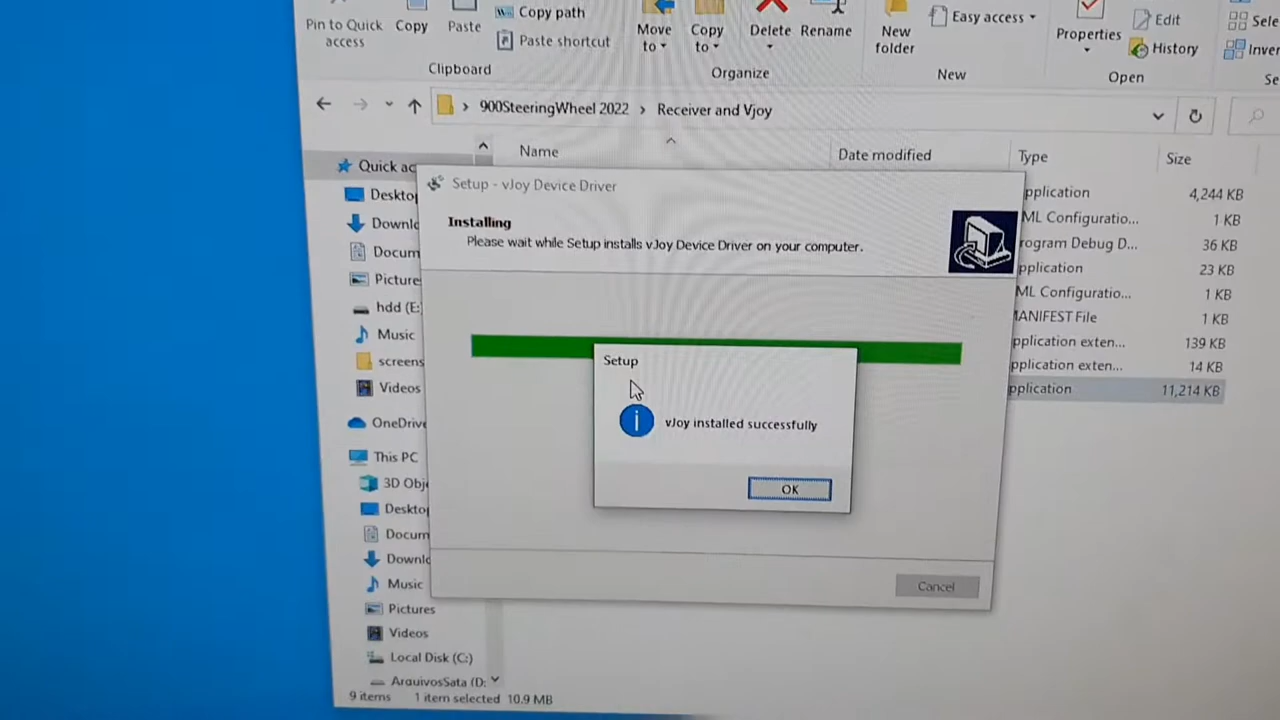 Pin to Quick access
Copy
Paste
Copy path
Paste shortcut
Clipboard
Move to
Copy to
Delete
Rename
Organize
New folder
Easy access
New
Properties
Edit
History
Open
900SteeringWheel 2022 > Receiver and Vjoy
Name
Date modified
Type
Size
Quick ac
Deskto
Downlo
Docum
Picture
hdd (E:
Music
screens
Videos
OneDrive
This PC
3D Obje
Deskto
Docum
Downlo
Music
Pictures
Videos
Local Disk (C:)
ArquivosSata (D:
Setup - vJoy Device Driver
Installing
Please wait while Setup installs vJoy Device Driver on your computer.
Setup
vJoy installed successfully
OK
Cancel
pplication 4,244 KB
ML Configuratio... 1 KB
rogram Debug D... 36 KB
pplication 23 KB
ML Configuratio... 1 KB
MANIFEST File 1 KB
pplication exten... 139 KB
pplication exten... 14 KB
pplication 11,214 KB
9 items 1 item selected 10.9 MB